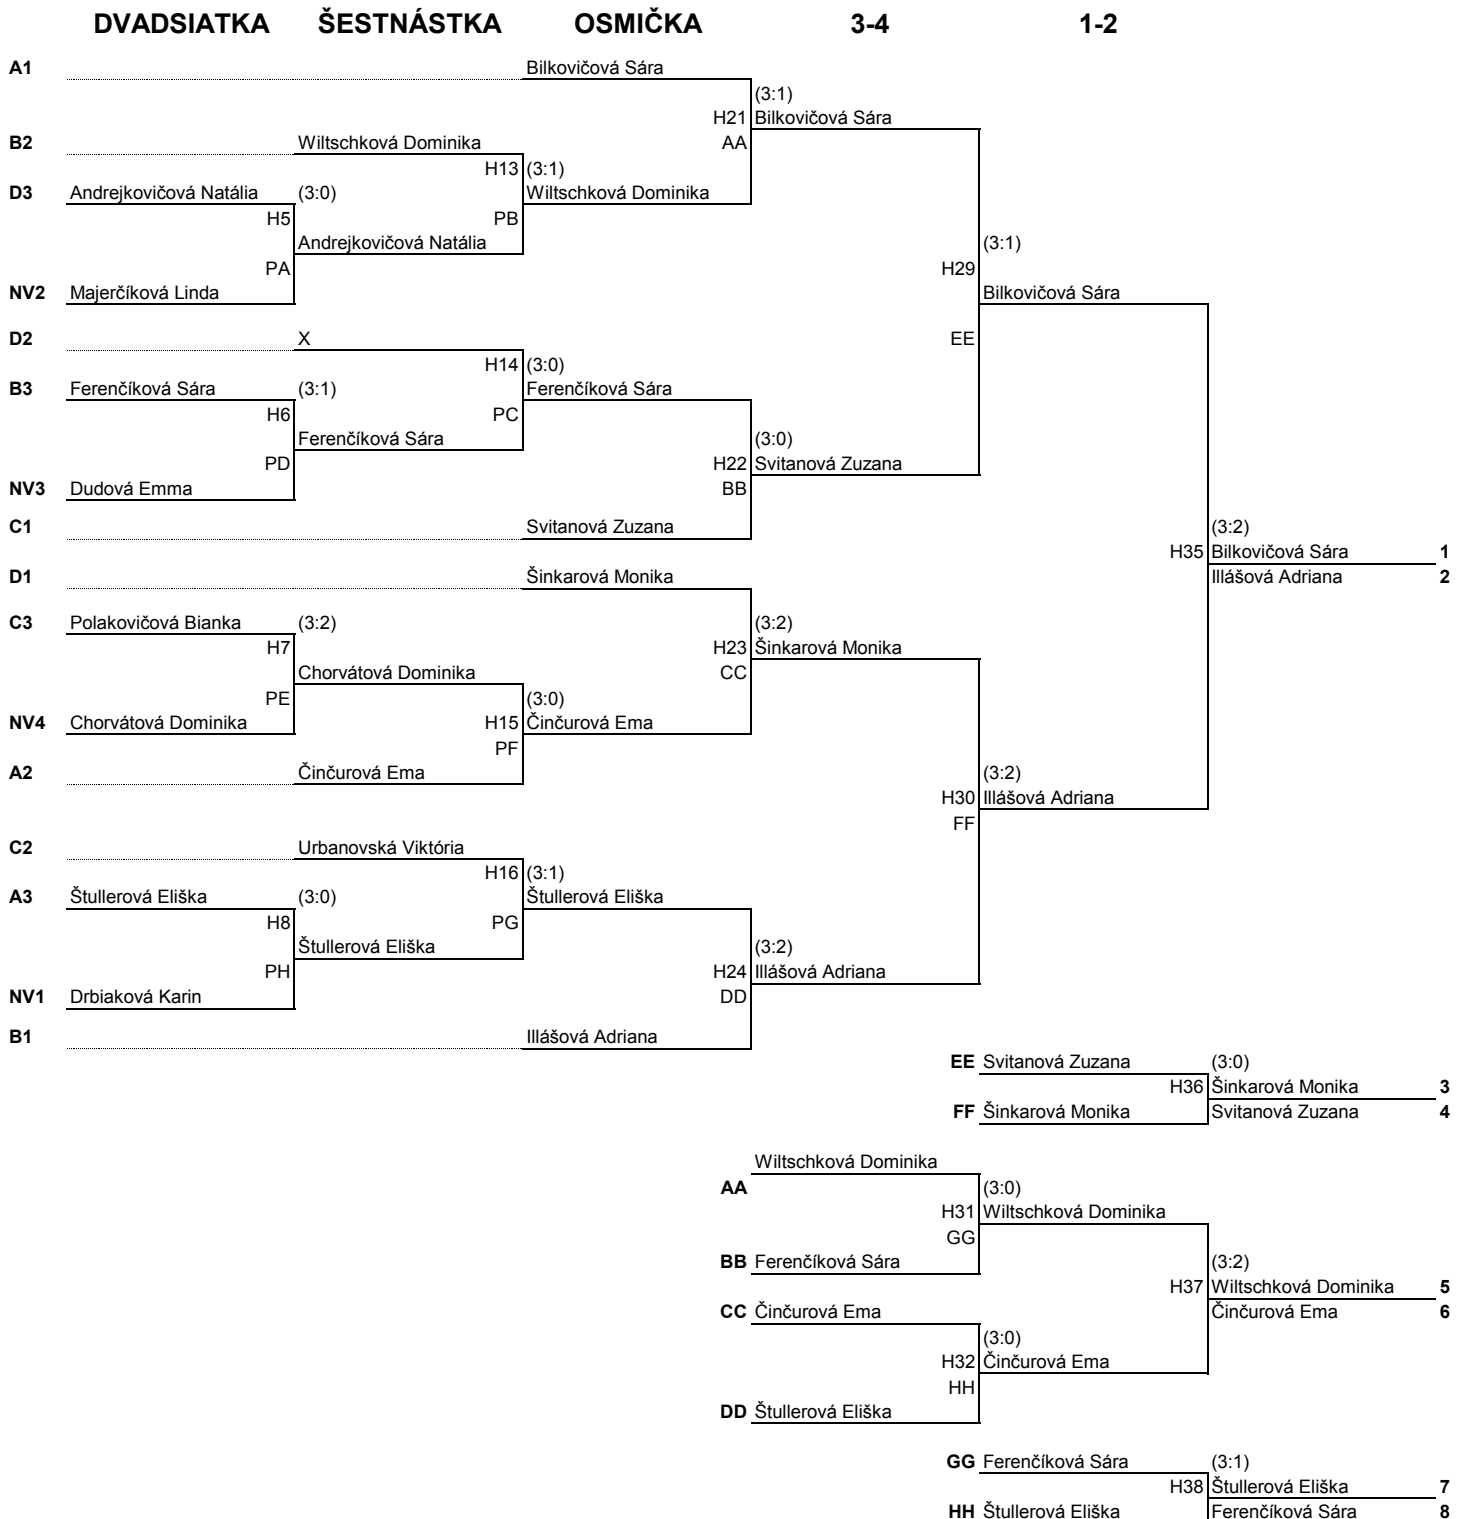 DVADSIATKA ŠESTNÁSTKA OSMIČKA 3-4 1-2
A1 Bilkovičová Sára
(3:1)
H21 Bilkovičová Sára
B2 Wiltschková Dominika AA
H13 (3:1)
D3 Andrejkovičová Natália (3:0) Wiltschková Dominika
H5 PB
Andrejkovičová Natália (3:1)
PA H29
NV2 Majerčíková Linda Bilkovičová Sára
D2 X EE
H14 (3:0)
B3 Ferenčíková Sára (3:1) Ferenčíková Sára
H6 PC
Ferenčíková Sára (3:0)
PD H22 Svitanová Zuzana
NV3 Dudová Emma BB
C1 Svitanová Zuzana (3:2)
H35 Bilkovičová Sára 1
D1 Šinkarová Monika Illášová Adriana 2
C3 Polakovičová Bianka (3:2) (3:2)
H7 H23 Šinkarová Monika
Chorvátová Dominika CC
PE (3:0)
NV4 Chorvátová Dominika H15 Činčurová Ema
PF
A2 Činčurová Ema (3:2)
H30 Illášová Adriana
FF
C2 Urbanovská Viktória
H16 (3:1)
A3 Štullerová Eliška (3:0) Štullerová Eliška
H8 PG
Štullerová Eliška (3:2)
PH H24 Illášová Adriana
NV1 Drbiaková Karin DD
B1 Illášová Adriana
EE Svitanová Zuzana (3:0)
H36 Šinkarová Monika 3
FF Šinkarová Monika Svitanová Zuzana 4
Wiltschková Dominika
AA (3:0)
H31 Wiltschková Dominika
GG
BB Ferenčíková Sára (3:2)
H37 Wiltschková Dominika 5
CC Činčurová Ema Činčurová Ema 6
(3:0)
H32 Činčurová Ema
HH
DD Štullerová Eliška
GG Ferenčíková Sára (3:1)
H38 Štullerová Eliška 7
HH Štullerová Eliška Ferenčíková Sára 8